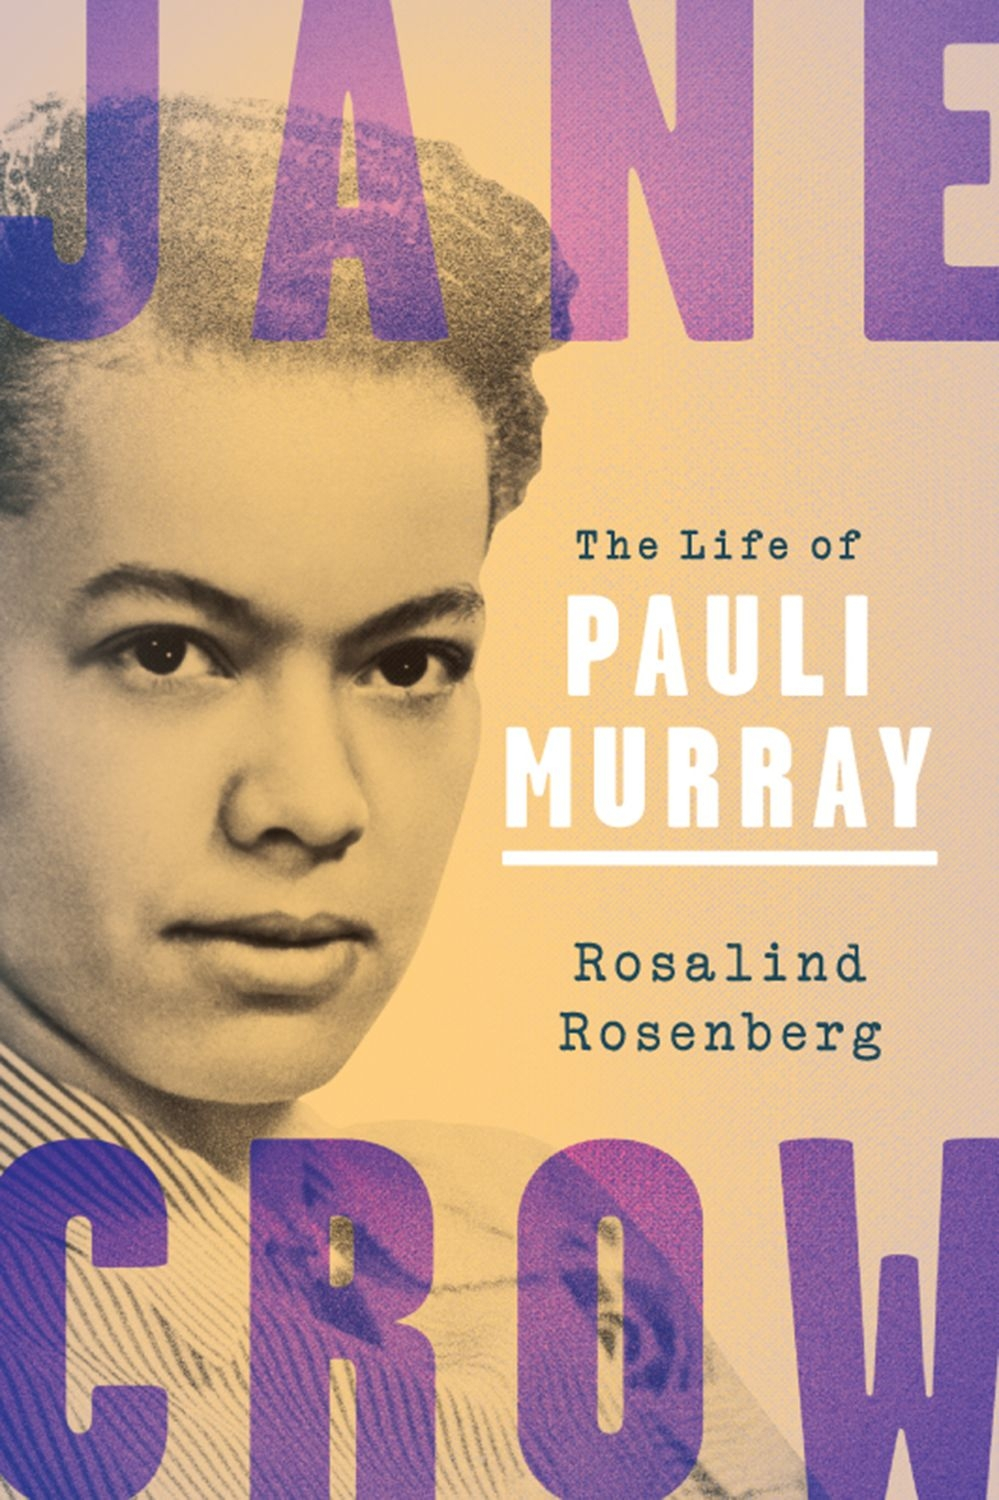 JANE
The Life of
PAULI
MURRAY
Rosalind
Rosenberg
CROW